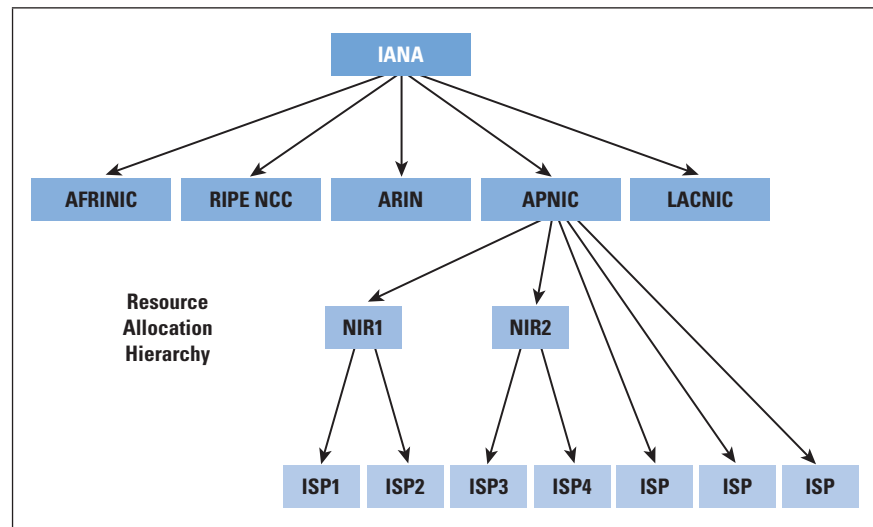 IANA
AFRINIC
RIPE NCC
ARIN
APNIC
LACNIC
Resource
Allocation
Hierarchy
NIR1
NIR2
ISP1
ISP2
ISP3
ISP4
ISP
ISP
ISP